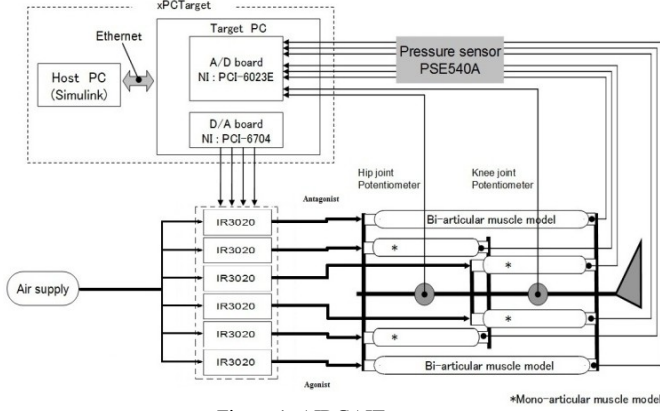 xPCTarget
Ethernet
Target PC
Host PC
(Simulink)
A/D board
NI : PCI-6023E
D/A board
NI : PCI-6704
Pressure sensor
PSE540A
Hip joint
Potentiometer
Knee joint
Potentiometer
Antagonist
IR3020
IR3020
IR3020
IR3020
IR3020
IR3020
Air supply
Bi-articular muscle model
*
*
*
*
Bi-articular muscle model
Agonist
*Mono-articular muscle model